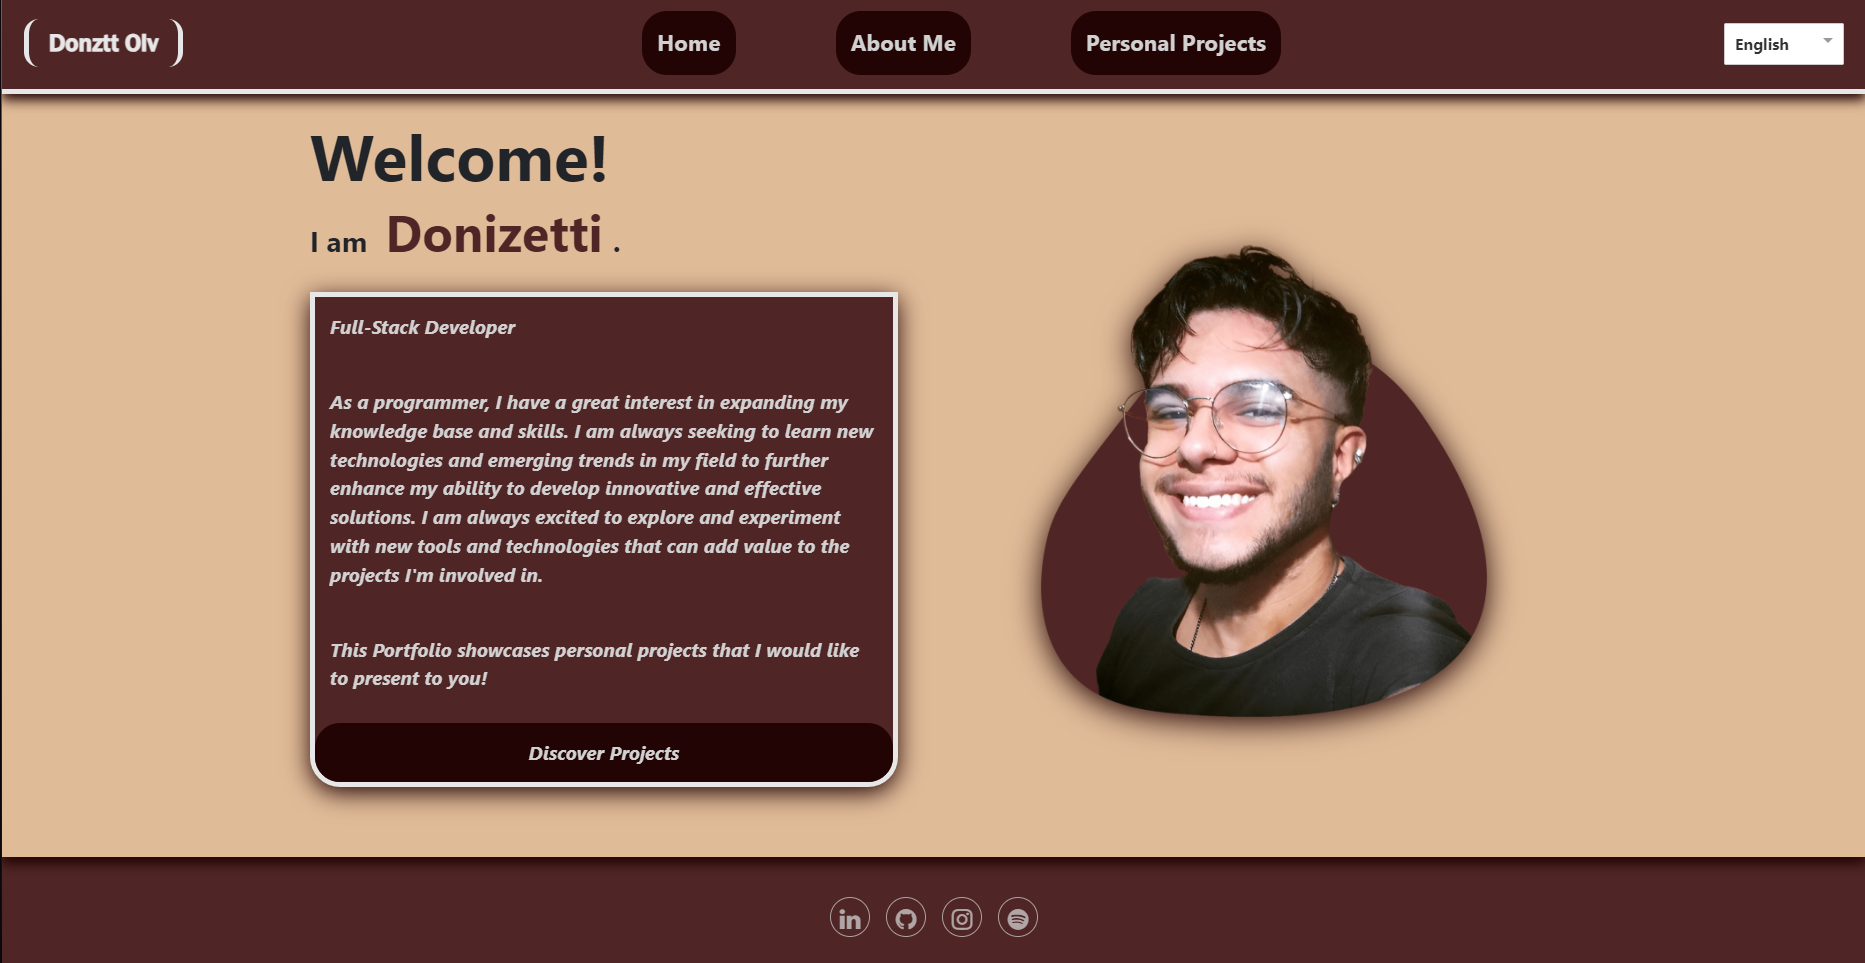 Donztt Olv
Home
About Me
Personal Projects
English
Welcome!
I am Donizetti .
Full-Stack Developer
As a programmer, I have a great interest in expanding my
knowledge base and skills. I am always seeking to learn new
technologies and emerging trends in my field to further
enhance my ability to develop innovative and effective
solutions. I am always excited to explore and experiment
with new tools and technologies that can add value to the
projects I'm involved in.
This Portfolio showcases personal projects that I would like
to present to you!
Discover Projects
in